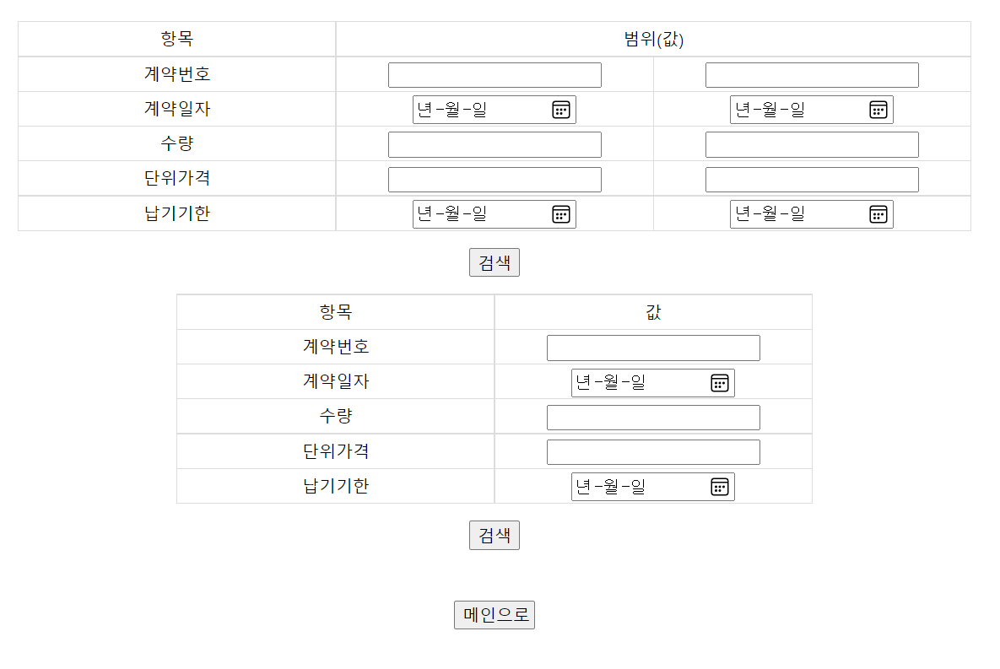 항목 범위(값)
계약번호
계약일자 년-월-일 년-월-일
수량
단위가격
납기기한 년-월-일 년-월-일
검색
항목 값
계약번호
계약일자 년-월-일
수량
단위가격
납기기한 년-월-일
검색
메인으로